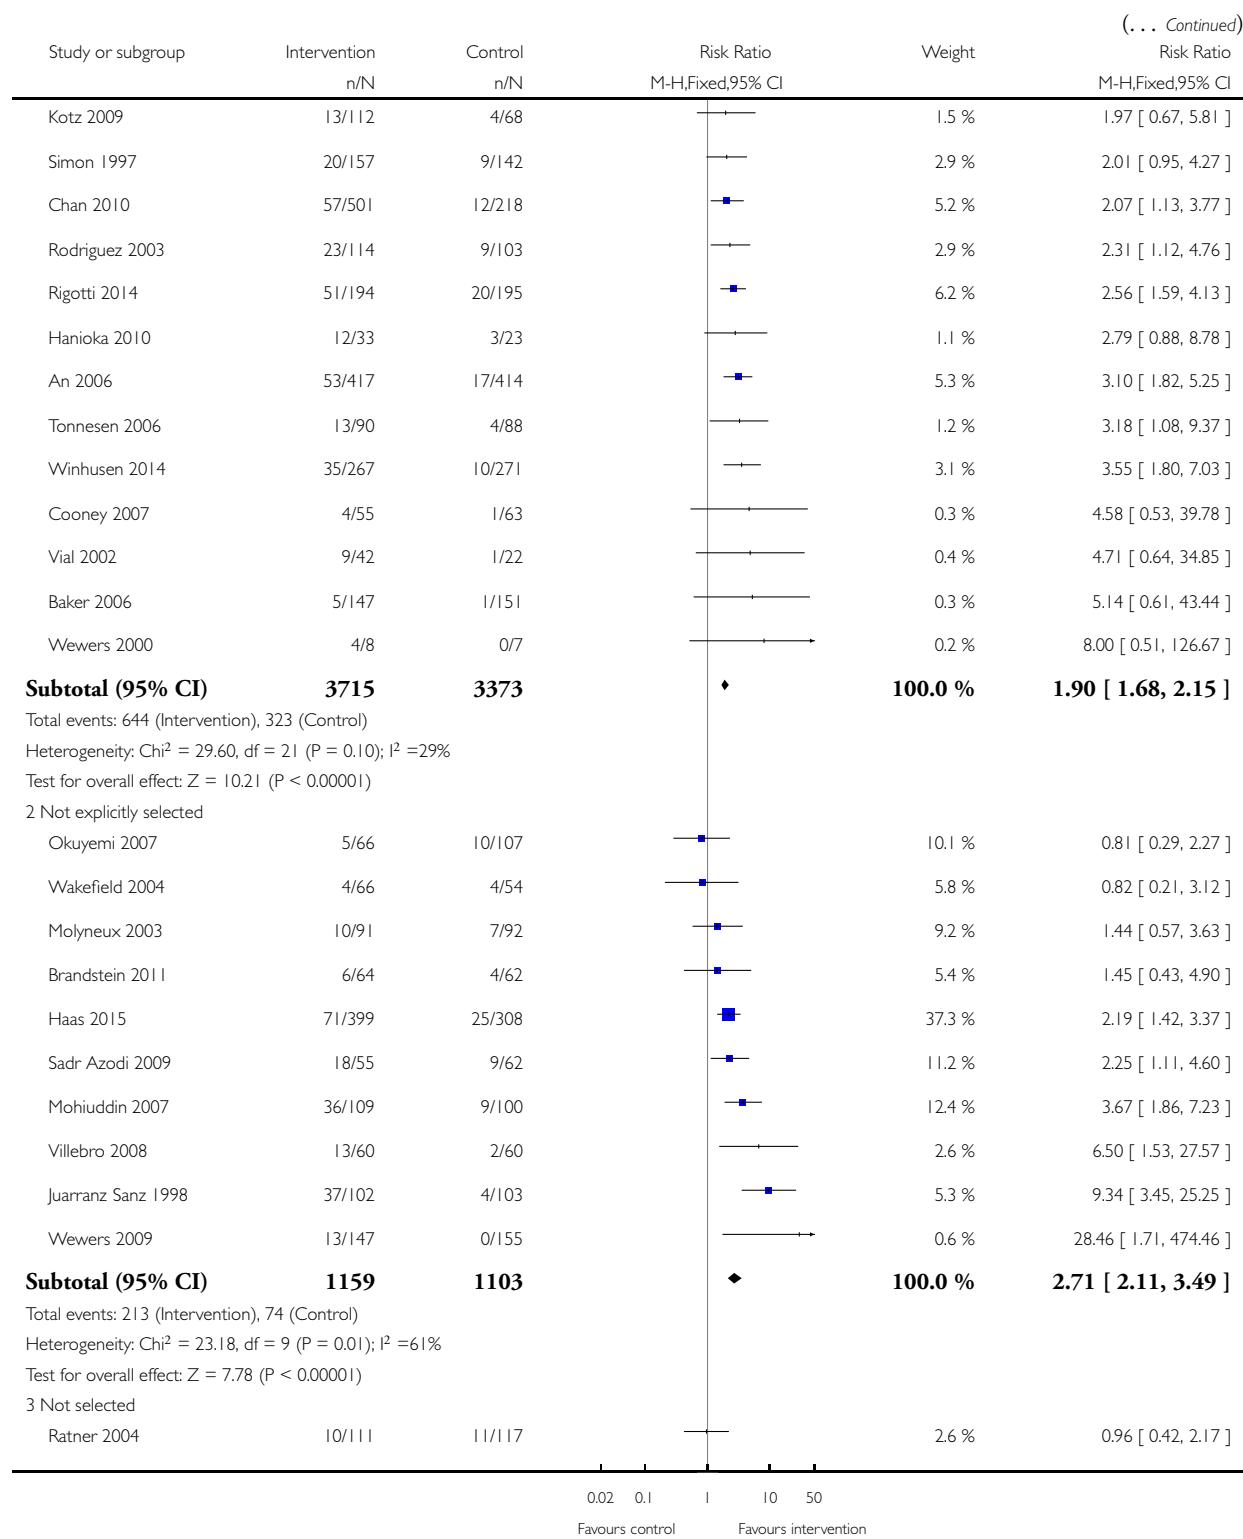 (... Continued)
Study or subgroup Intervention Control Risk Ratio Weight Risk Ratio
n/N n/N M-H,Fixed,95% CI M-H,Fixed,95% CI
Kotz 2009 13/112 4/68 1.5 % 1.97 [ 0.67, 5.81 ]
Simon 1997 20/157 9/142 2.9 % 2.01 [ 0.95, 4.27 ]
Chan 2010 57/501 12/218 5.2 % 2.07 [ 1.13, 3.77 ]
Rodriguez 2003 23/114 9/103 2.9 % 2.31 [ 1.12, 4.76 ]
Rigotti 2014 51/194 20/195 6.2 % 2.56 [ 1.59, 4.13 ]
Hanioka 2010 12/33 3/23 1.1 % 2.79 [ 0.88, 8.78 ]
An 2006 53/417 17/414 5.3 % 3.10 [ 1.82, 5.25 ]
Tonnesen 2006 13/90 4/88 1.2 % 3.18 [ 1.08, 9.37 ]
Winhusen 2014 35/267 10/271 3.1 % 3.55 [ 1.80, 7.03 ]
Cooney 2007 4/55 1/63 0.3 % 4.58 [ 0.53, 39.78 ]
Vial 2002 9/42 1/22 0.4 % 4.71 [ 0.64, 34.85 ]
Baker 2006 5/147 1/151 0.3 % 5.14 [ 0.61, 43.44 ]
Wewers 2000 4/8 0/7 0.2 % 8.00 [ 0.51, 126.67 ]
Subtotal (95% CI) 3715 3373 100.0 % 1.90 [ 1.68, 2.15 ]
Total events: 644 (Intervention), 323 (Control)
Heterogeneity: Chi² = 29.60, df = 21 (P = 0.10); I² =29%
Test for overall effect: Z = 10.21 (P < 0.00001)
2 Not explicitly selected
Okuyemi 2007 5/66 10/107 10.1 % 0.81 [ 0.29, 2.27 ]
Wakefield 2004 4/66 4/54 5.8 % 0.82 [ 0.21, 3.12 ]
Molyneux 2003 10/91 7/92 9.2 % 1.44 [ 0.57, 3.63 ]
Brandstein 2011 6/64 4/62 5.4 % 1.45 [ 0.43, 4.90 ]
Haas 2015 71/399 25/308 37.3 % 2.19 [ 1.42, 3.37 ]
Sadr Azodi 2009 18/55 9/62 11.2 % 2.25 [ 1.11, 4.60 ]
Mohiuddin 2007 36/109 9/100 12.4 % 3.67 [ 1.86, 7.23 ]
Villebro 2008 13/60 2/60 2.6 % 6.50 [ 1.53, 27.57 ]
Juarranz Sanz 1998 37/102 4/103 5.3 % 9.34 [ 3.45, 25.25 ]
Wewers 2009 13/147 0/155 0.6 % 28.46 [ 1.71, 474.46 ]
Subtotal (95% CI) 1159 1103 100.0 % 2.71 [ 2.11, 3.49 ]
Total events: 213 (Intervention), 74 (Control)
Heterogeneity: Chi² = 23.18, df = 9 (P = 0.01); I² =61%
Test for overall effect: Z = 7.78 (P < 0.00001)
3 Not selected
Ratner 2004 10/111 11/117 2.6 % 0.96 [ 0.42, 2.17 ]
0.02 0.1 1 10 50
Favours control Favours intervention